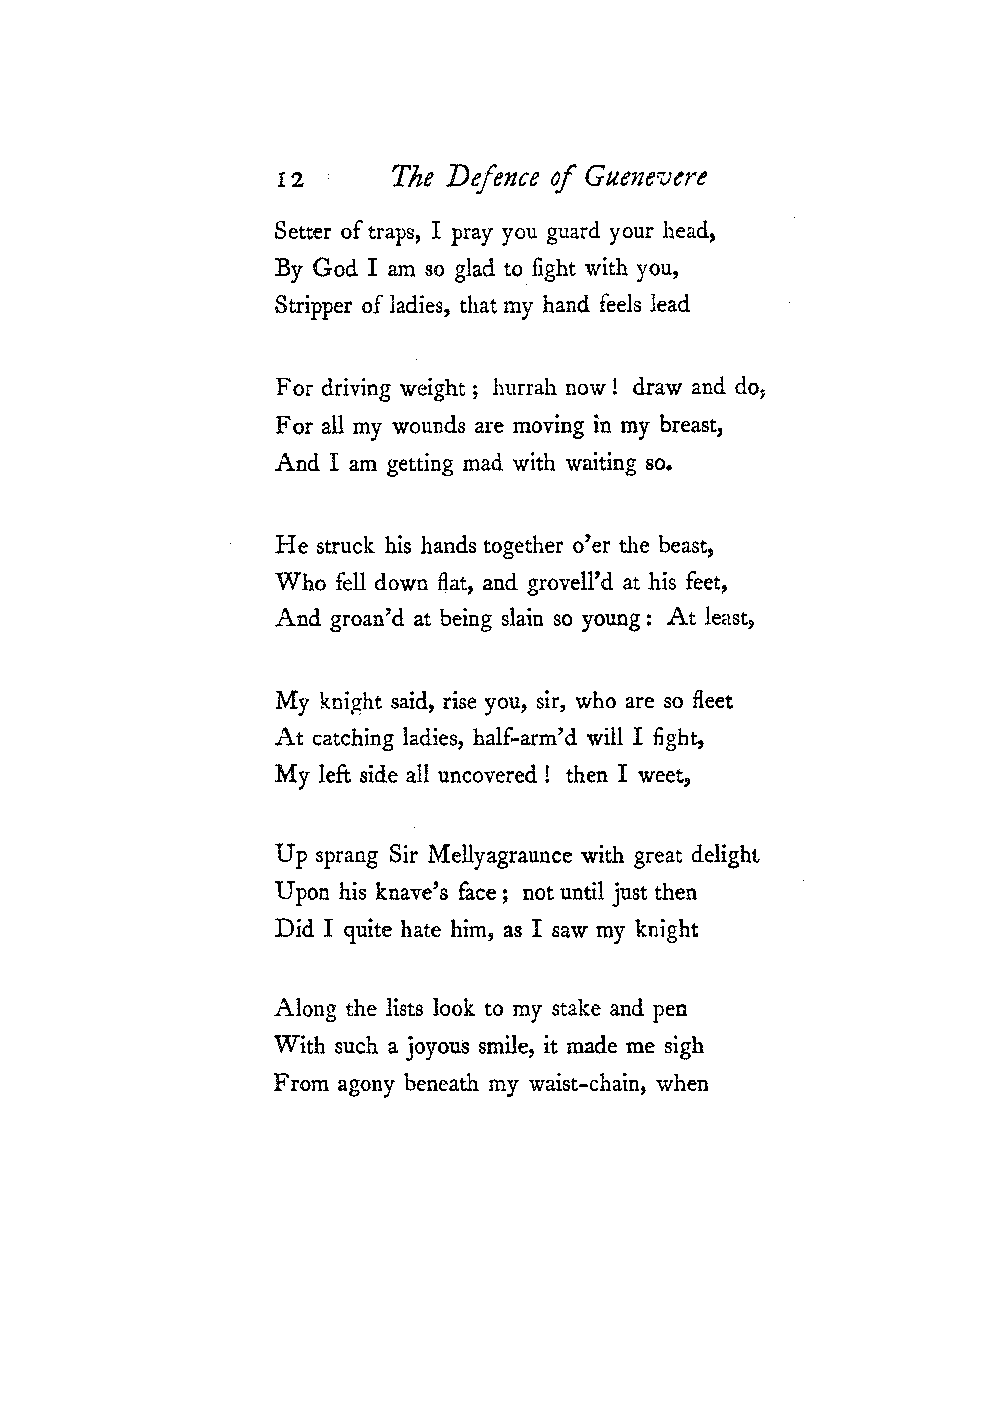 12 The Defence of Guenevere
Setter of traps, I pray you guard your head,
By God I am so glad to fight with you,
Stripper of ladies, that my hand feels lead
For driving weight ; hurrah now ! draw and do,
For all my wounds are moving in my breast,
And I am getting mad with waiting so.
He struck his hands together o'er the beast,
Who fell down flat, and grovell'd at his feet,
And groan'd at being slain so young : At least,
My knight said, rise you, sir, who are so fleet
At catching ladies, half-arm'd will I fight,
My left side all uncovered ! then I weet,
Up sprang Sir Mellyagraunce with great delight
Upon his knave's face ; not until just then
Did I quite hate him, as I saw my knight
Along the lists look to my stake and pen
With such a joyous smile, it made me sigh
From agony beneath my waist-chain, when